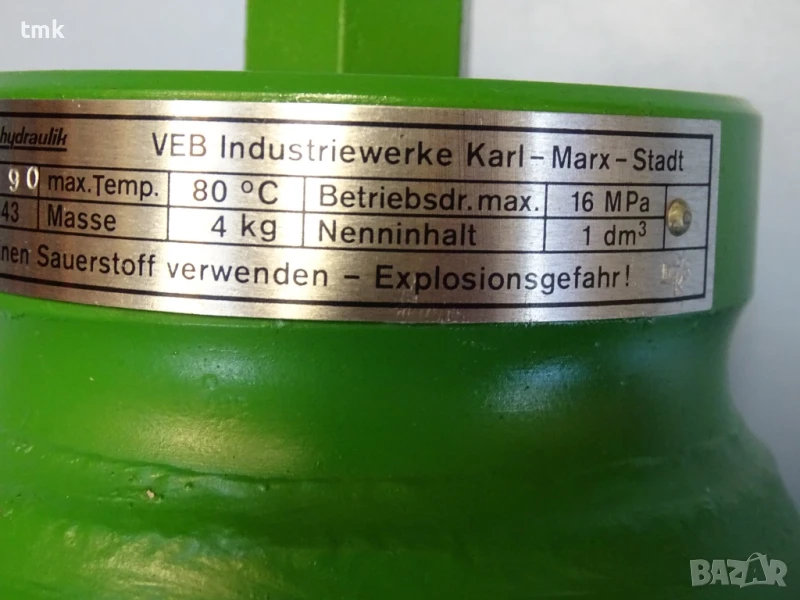 tmk
hydraulik VEB Industriewerke Karl-Marx-Stadt
90 max.Temp. 80 °C Betriebsdr. max. 16 MPa
43 Masse 4 kg Nenninhalt 1 dm³
nen Sauerstoff verwenden – Explosionsgefahr!
BAZAR